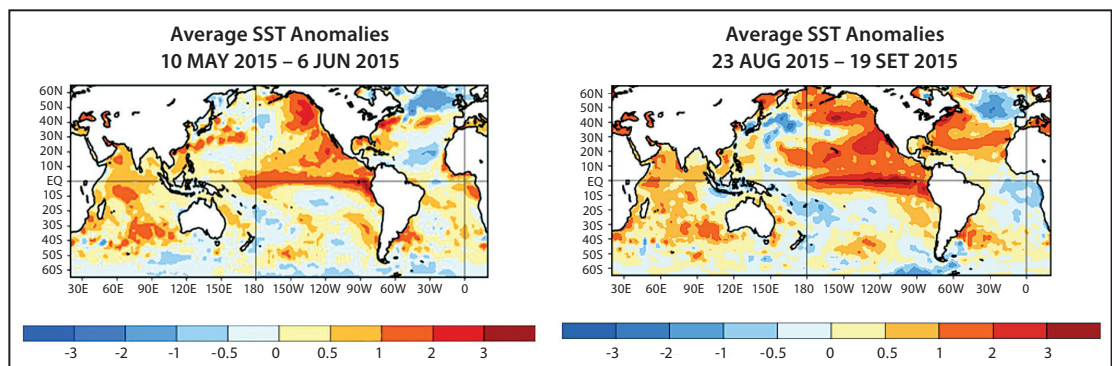 Average SST Anomalies
10 MAY 2015 – 6 JUN 2015
60N
50N
40N
30N
20N
10N
EQ
10S
20S
30S
40S
50S
60S
30E 60E 90E 120E 150E 180E 150W 120W 90W 60W 30W 0
-3 -2 -1 -0.5 0 0.5 1 2 3
Average SST Anomalies
23 AUG 2015 – 19 SET 2015
60N
50N
40N
30N
20N
10N
EQ
10S
20S
30S
40S
50S
60S
30E 60E 90E 120E 150E 180E 150W 120W 90W 60W 30W 0
-3 -2 -1 -0.5 0 0.5 1 2 3